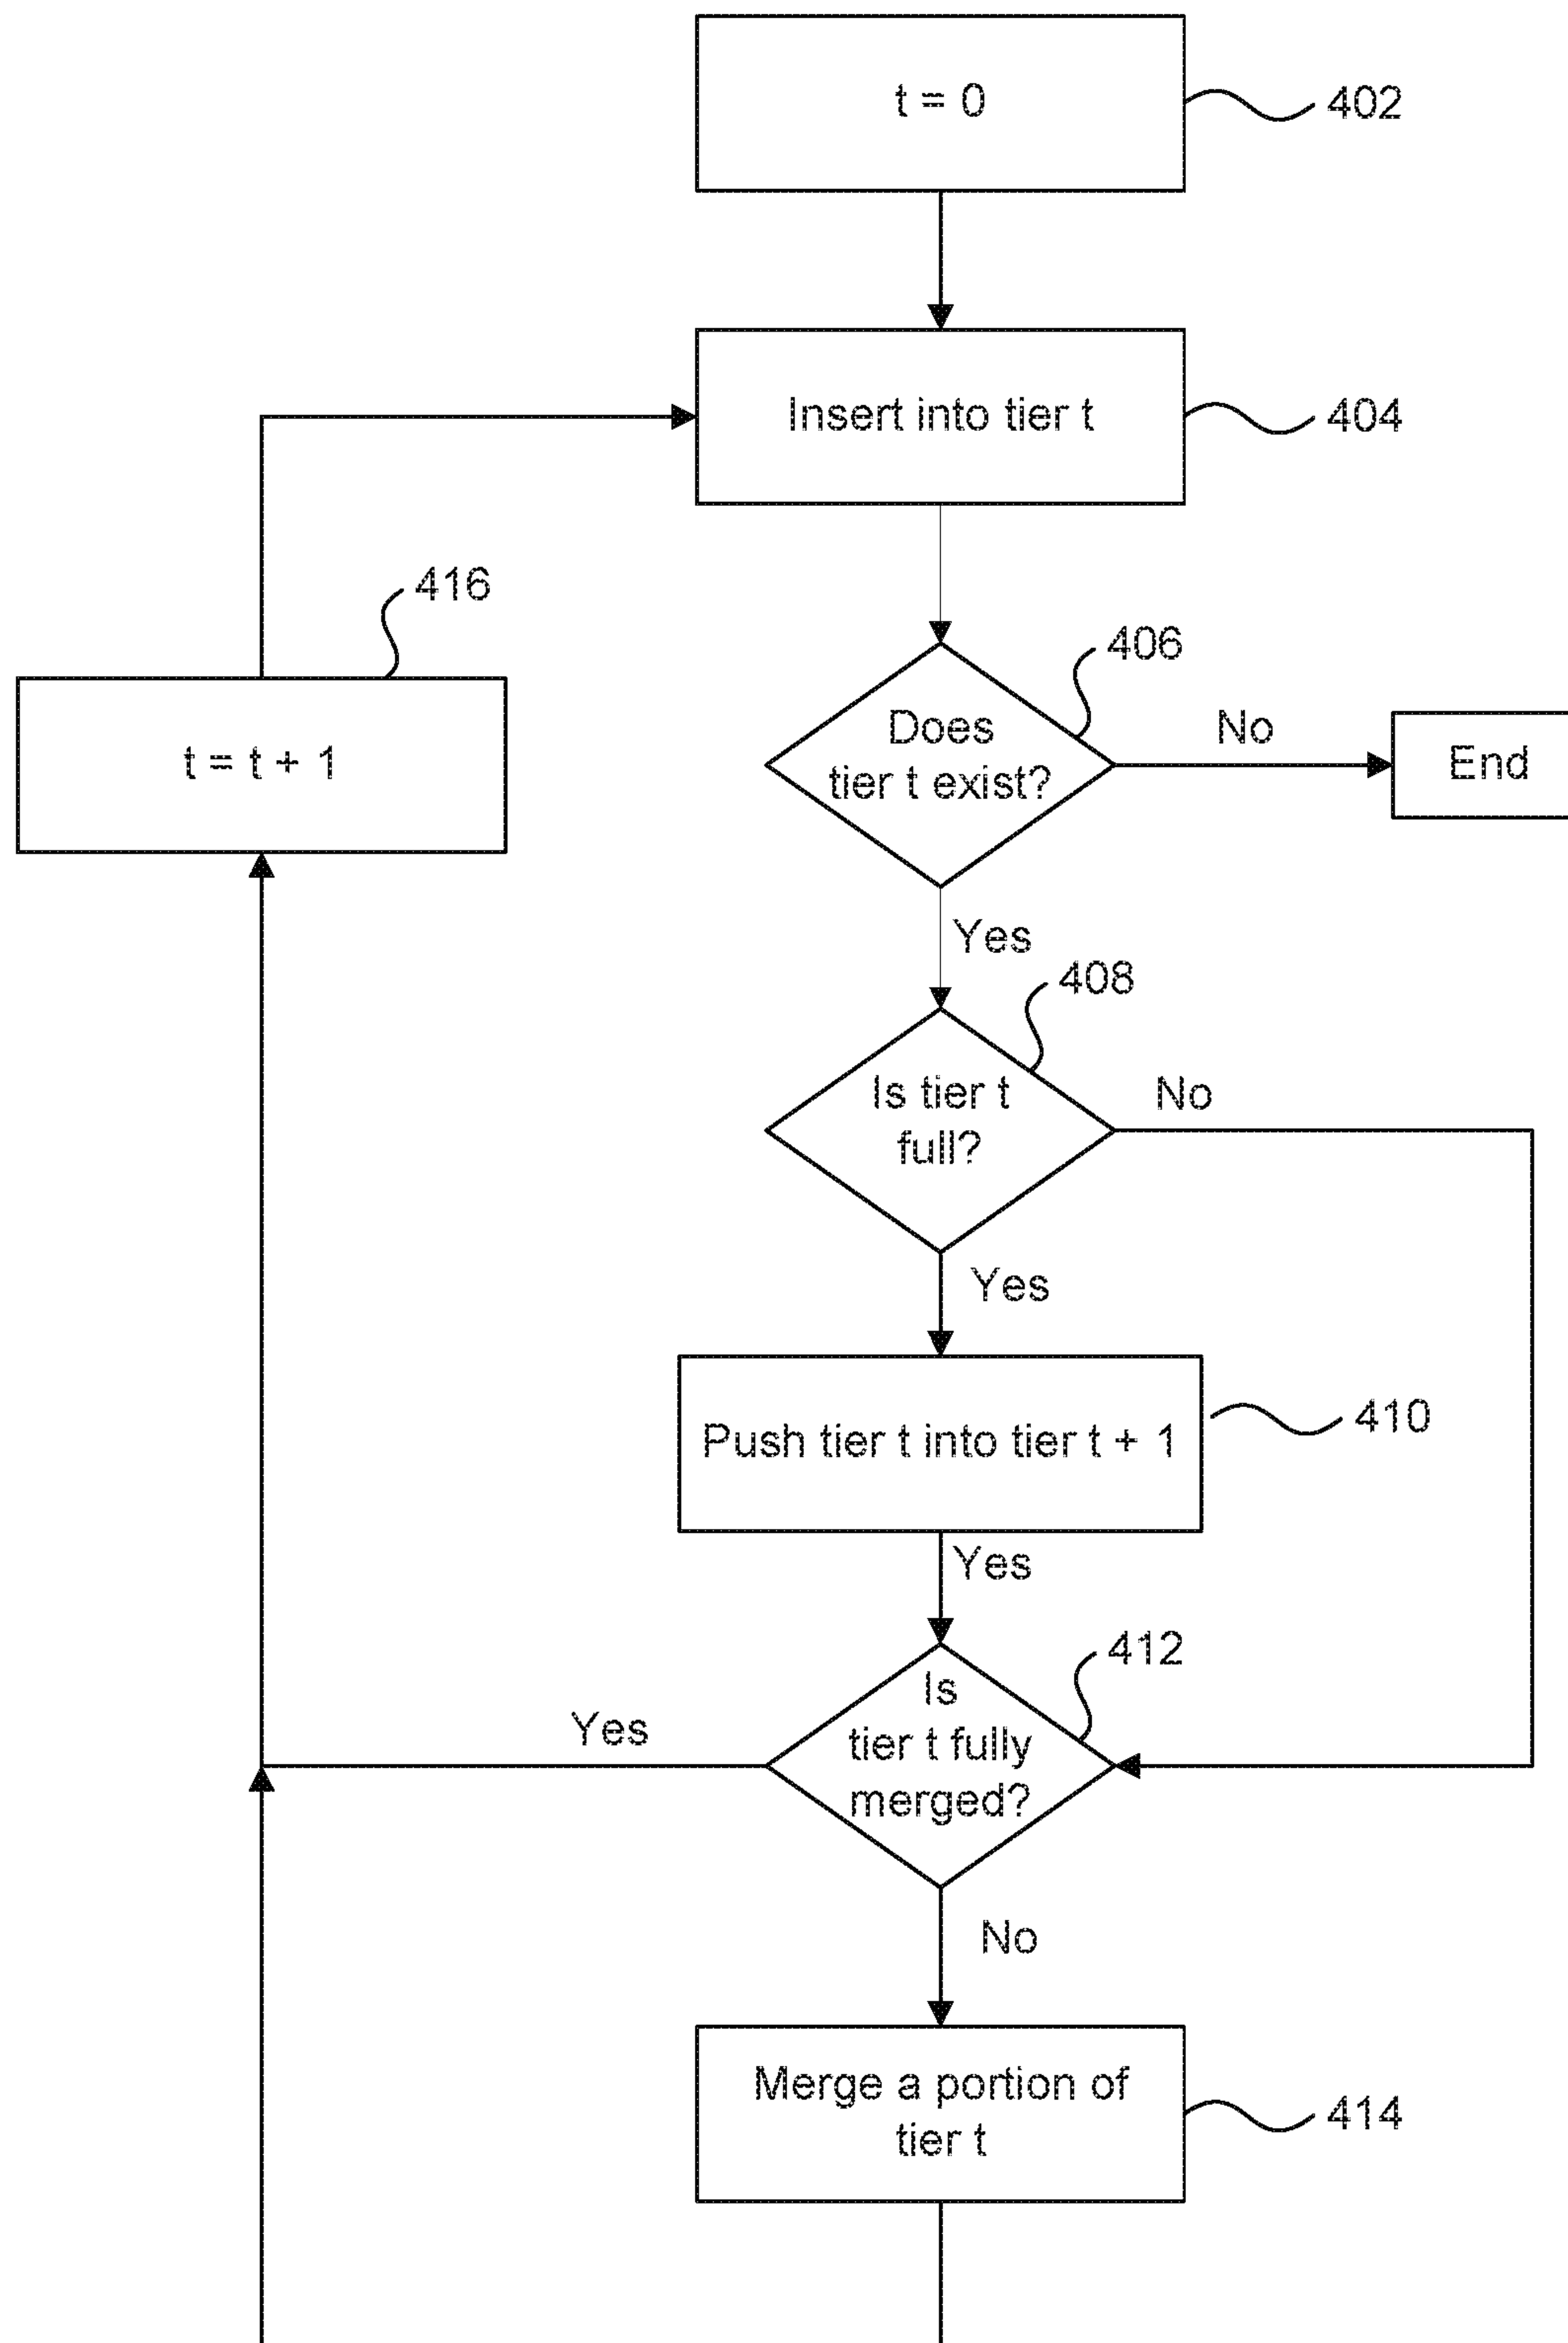 t = 0
402
Insert into tier t
404
416
t = t + 1
406
Does
tier t exist?
No
End
Yes
408
Is tier t
full?
No
Yes
Push tier t into tier t + 1
410
Yes
412
Is
tier t fully
merged?
Yes
No
Merge a portion of
tier t
414